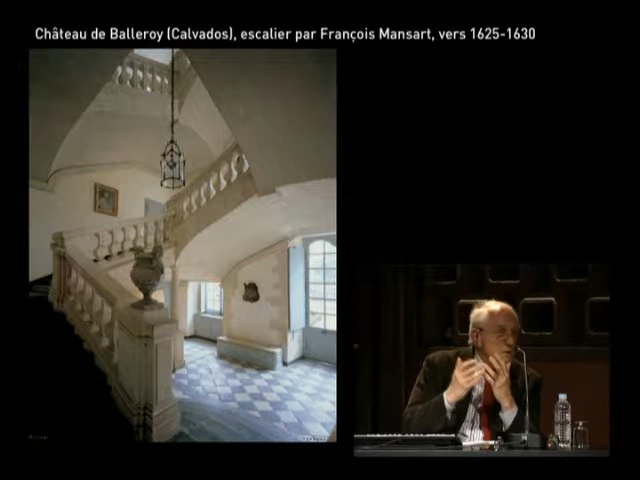 Château de Balleroy (Calvados), escalier par François Mansart, vers 1625-1630